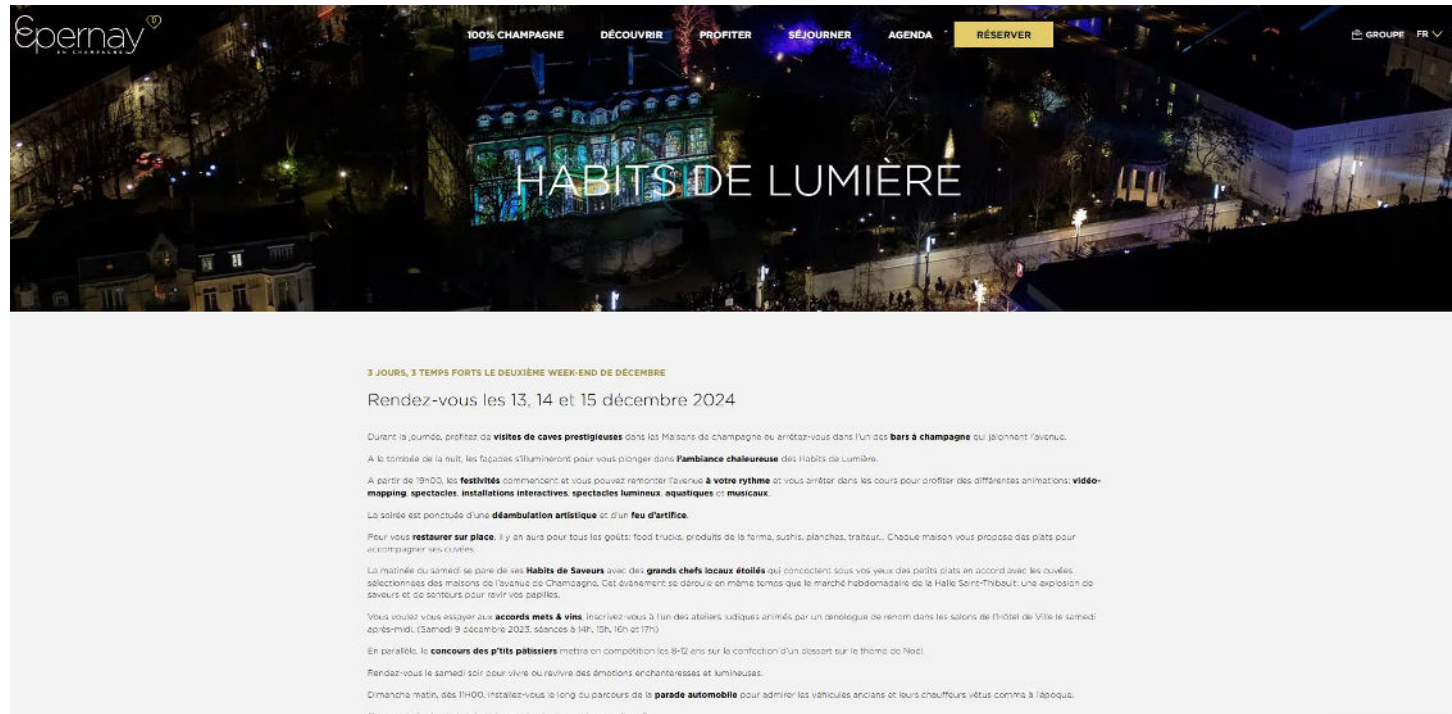 Epernay
EN CHAMPAGNE
100% CHAMPAGNE DÉCOUVRIR PROFITER SÉJOURNER AGENDA RÉSERVER GROUPE FR
HABITS DE LUMIÈRE
3 JOURS, 3 TEMPS FORTS LE DEUXIÈME WEEK-END DE DÉCEMBRE
Rendez-vous les 13, 14 et 15 décembre 2024
Durant la journée, profitez de visites de caves prestigieuses dans les Maisons de champagne ou arrêtez-vous dans l'un des bars à champagne qui jalonnent l'avenue.
A la tombée de la nuit, les façades s'illumineront pour vous plonger dans l'ambiance chaleureuse des Habits de Lumière.
A partir de 19h00, les festivités commencent et vous pouvez remonter l'avenue à votre rythme et vous arrêter dans les cours pour profiter des différentes animations: vidéo-
mapping, spectacles, installations interactives, spectacles lumineux, aquatiques et musicaux.
La soirée est ponctuée d'une déambulation artistique et d'un feu d'artifice.
Pour vous restaurer sur place, il y en aura pour tous les goûts: food trucks, produits de la ferme, sushis, planches, traiteur... Chaque maison vous propose des plats pour
accompagner ses cuvées.
La matinée du samedi se pare de ses Habits de Saveurs avec des grands chefs locaux étoilés qui concoctent sous vos yeux des petits plats en accord avec les cuvées
sélectionnées des maisons de l'avenue de Champagne. Cet évènement se déroule en même temps que le marché hebdomadaire de la Halle Saint-Thibault: une explosion de
saveurs et de senteurs pour ravir vos papilles.
Vous voulez vous essayer aux accords mets & vins, inscrivez-vous à l'un des ateliers ludiques animés par un œnologue de renom dans les salons de l'Hôtel de Ville le samedi
après-midi. (Samedi 9 décembre 2023, séances à 14h, 15h, 16h et 17h)
En parallèle, le concours des p'tits pâtissiers mettra en compétition les 8-12 ans sur la confection d'un dessert sur le thème de Noël.
Rendez-vous le samedi soir pour vivre ou revivre des émotions enchanteresses et lumineuses.
Dimanche matin, dès 11H00, installez-vous le long du parcours de la parade automobile pour admirer les véhicules anciens et leurs chauffeurs vêtus comme à l'époque.